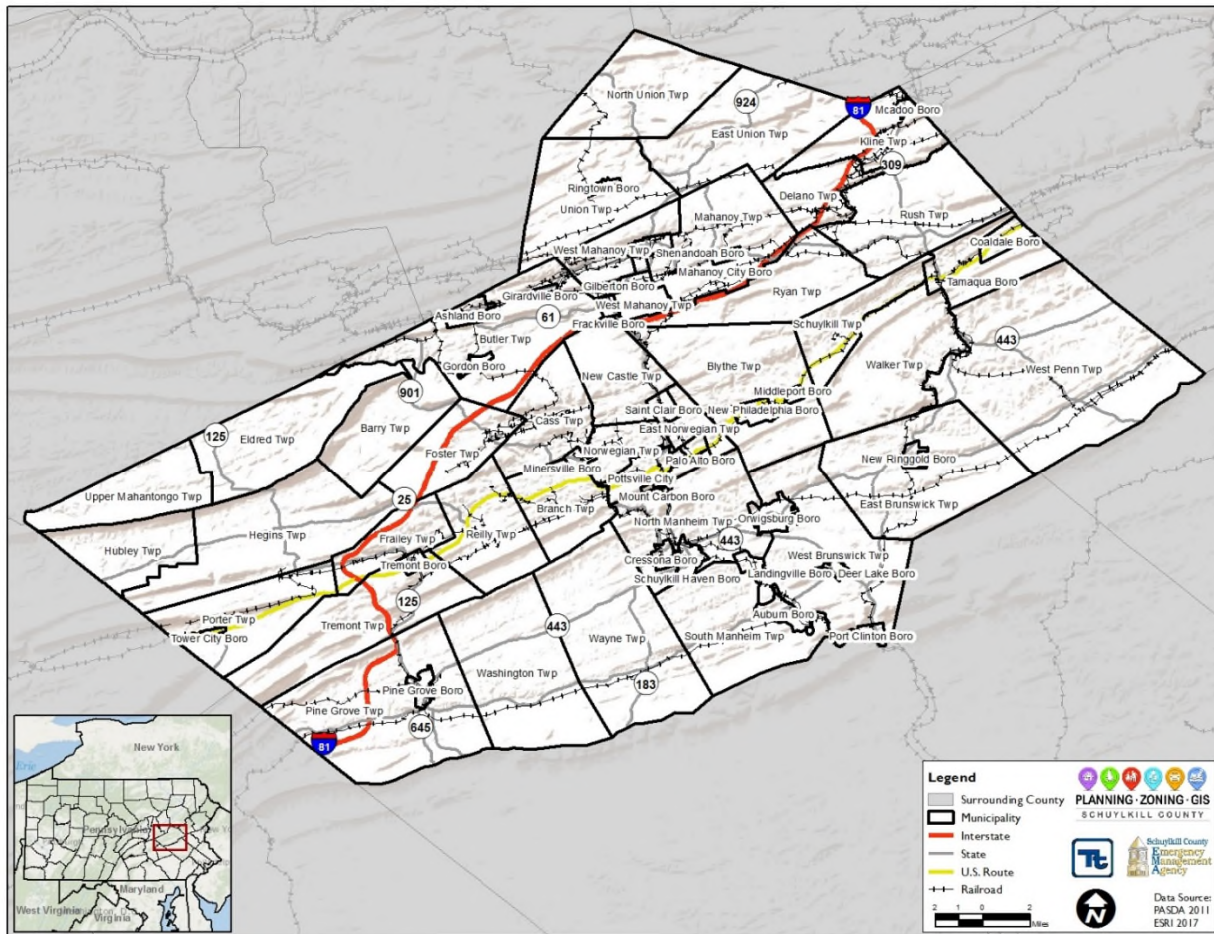 North Union Twp
924
81
Mcadoo Boro
East Union Twp
Kline Twp
309
Ringtown Boro
Delano Twp
Union Twp
Mahanoy Twp
Rush Twp
Coaldale Boro
West Mahanoy Twp
Shenandoah Boro
Mahanoy City Boro
Tamaqua Boro
Gilberton Boro
Girardville Boro
Ryan Twp
West Mahanoy Twp
Ashland Boro
61
Frackville Boro
Schuylkill Twp
Butler Twp
443
Gordon Boro
New Castle Twp
Blythe Twp
Walker Twp
West Penn Twp
901
Middleport Boro
Saint Clair Boro
New Philadelphia Boro
Cass Twp
East Norwegian Twp
125
Barry Twp
Eldred Twp
Foster Twp
Norwegian Twp
Palo Alto Boro
New Ringgold Boro
Minersville Boro
Pottsville City
Upper Mahantongo Twp
25
Mount Carbon Boro
East Brunswick Twp
Branch Twp
North Manheim Twp
Orwigsburg Boro
Hegins Twp
Frailey Twp
Reilly Twp
443
Hubley Twp
Tremont Boro
Cressona Boro
West Brunswick Twp
Schuylkill Haven Boro
Landingville Boro
Deer Lake Boro
125
Porter Twp
Auburn Boro
Tower City Boro
Tremont Twp
443
Wayne Twp
South Manheim Twp
Port Clinton Boro
Washington Twp
183
Pine Grove Boro
Pine Grove Twp
645
81
New York
Erie
Pennsylvania
Maryland
West Virginia
Virginia
Legend
Surrounding County
Municipality
Interstate
State
U.S. Route
Railroad
2 1 0 2
Miles
PLANNING · ZONING · GIS
SCHUYLKILL COUNTY
Tt
Schuylkill County
Emergency
Management
Agency
N
Data Source:
PASDA 2011
ESRI 2017